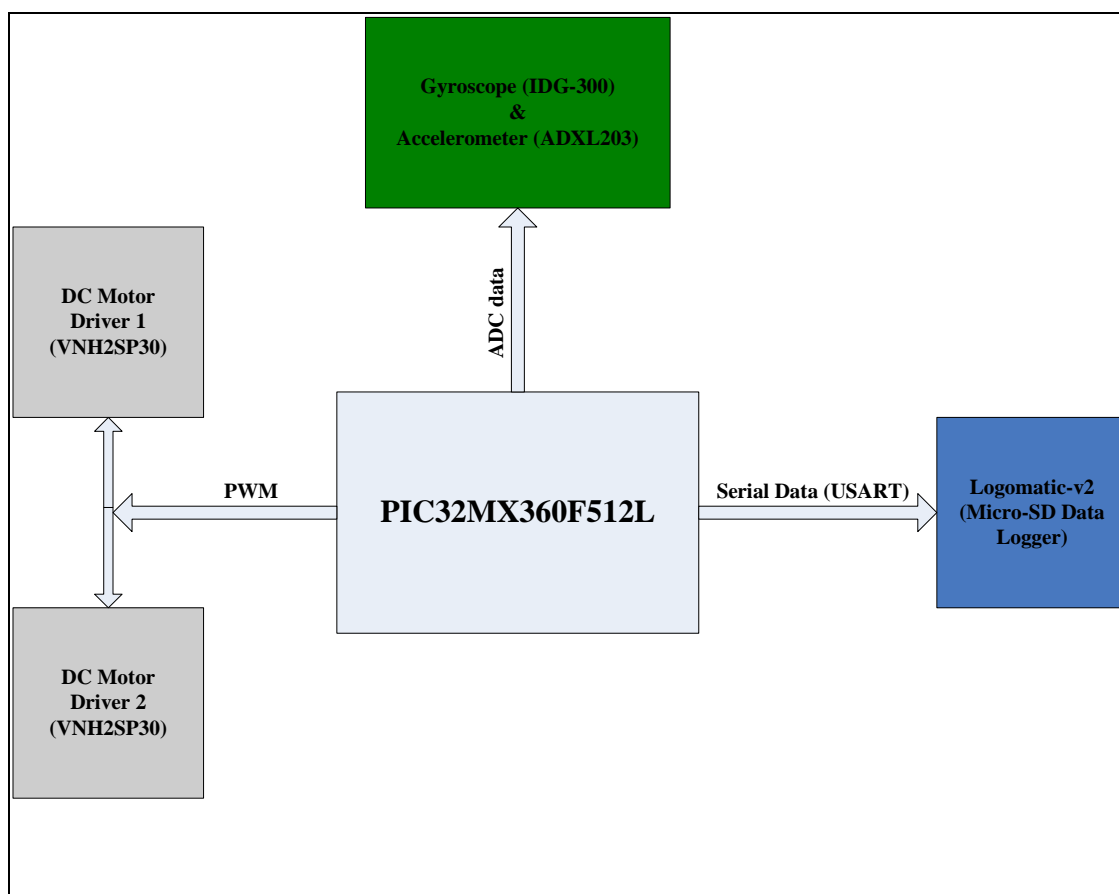 Gyroscope (IDG-300)
&
Accelerometer (ADXL203)
ADC data
DC Motor
Driver 1
(VNH2SP30)
PWM
PIC32MX360F512L
Serial Data (USART)
Logomatic-v2
(Micro-SD Data
Logger)
DC Motor
Driver 2
(VNH2SP30)